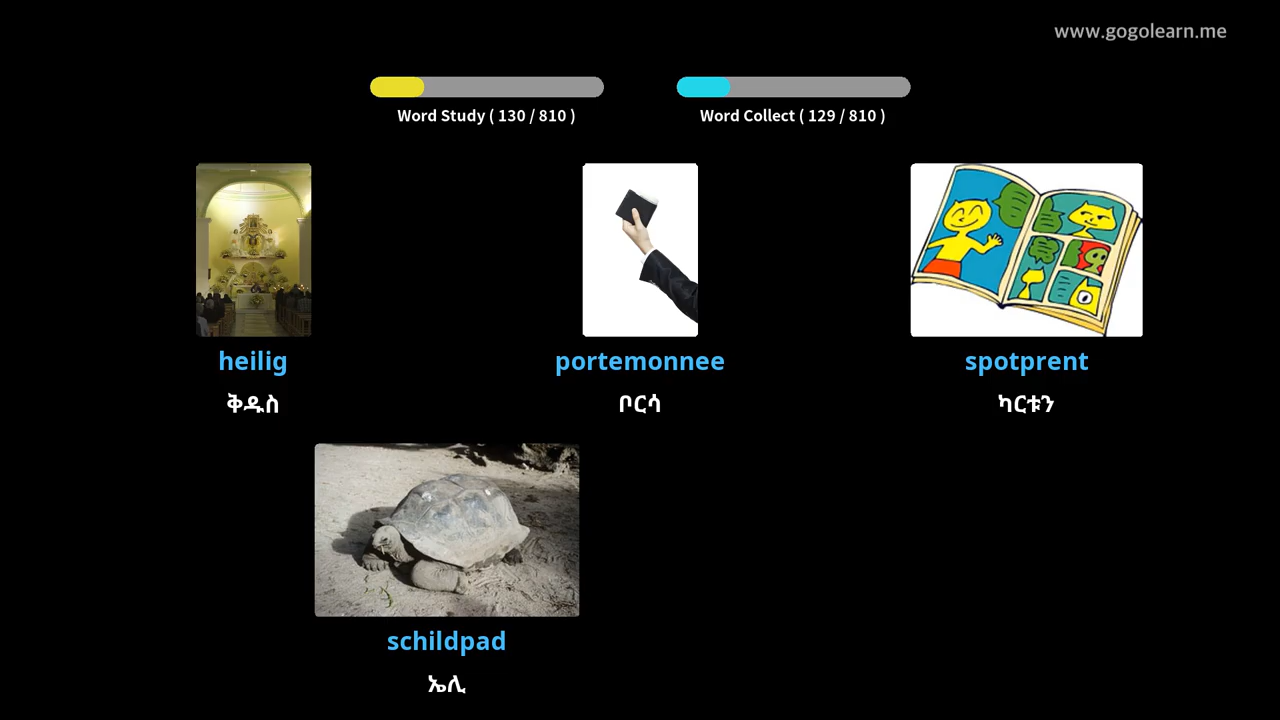 www.gogolearn.me
Word Study ( 130 / 810 )
Word Collect ( 129 / 810 )
heilig
portemonnee
spotprent
ቅዱስ
ቦርሳ
ካርቱን
schildpad
ኤሊ